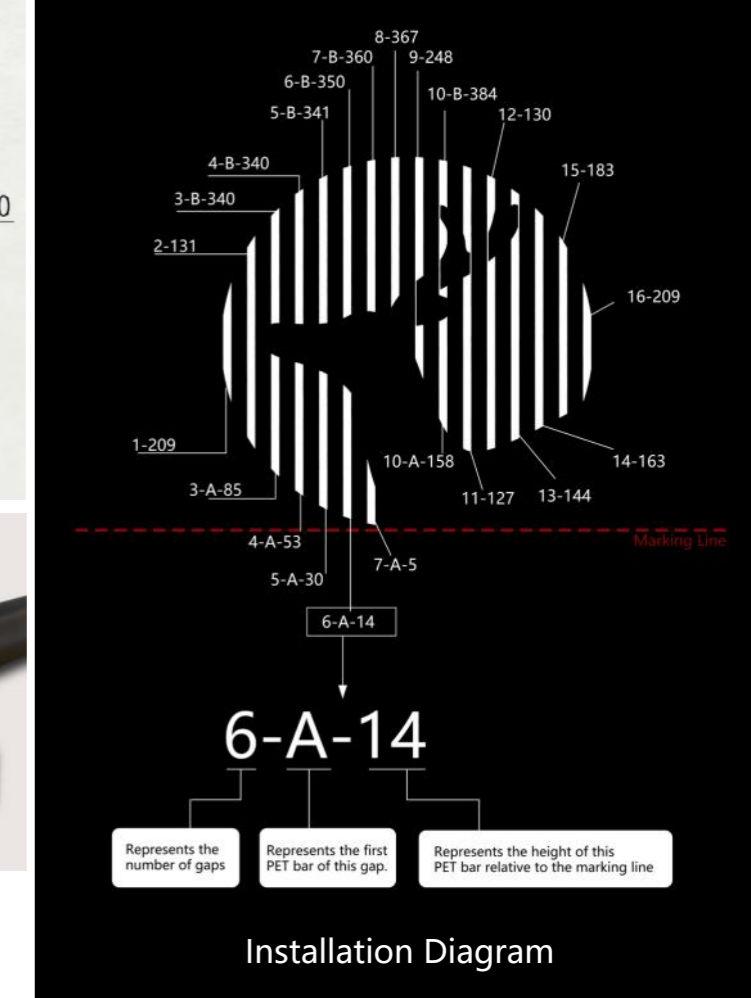 0
8-367
7-B-360
9-248
6-B-350
10-B-384
5-B-341
12-130
4-B-340
15-183
3-B-340
2-131
16-209
1-209
10-A-158
14-163
3-A-85
11-127
13-144
Marking Line
4-A-53
7-A-5
5-A-30
6-A-14
6-A-14
Represents the
number of gaps
Represents the first
PET bar of this gap.
Represents the height of this
PET bar relative to the marking line
Installation Diagram